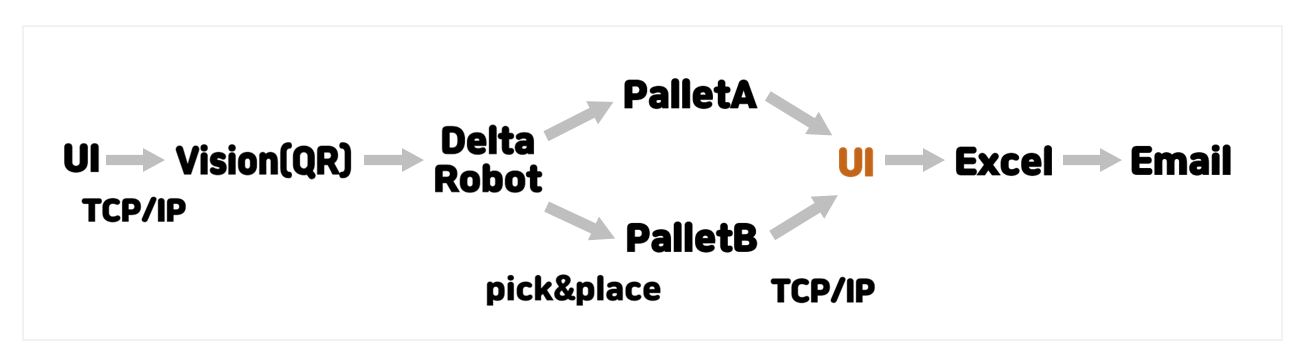 PalletA
Delta
Robot
UI
Vision(QR)
UI
Excel
Email
TCP/IP
PalletB
pick&place
TCP/IP